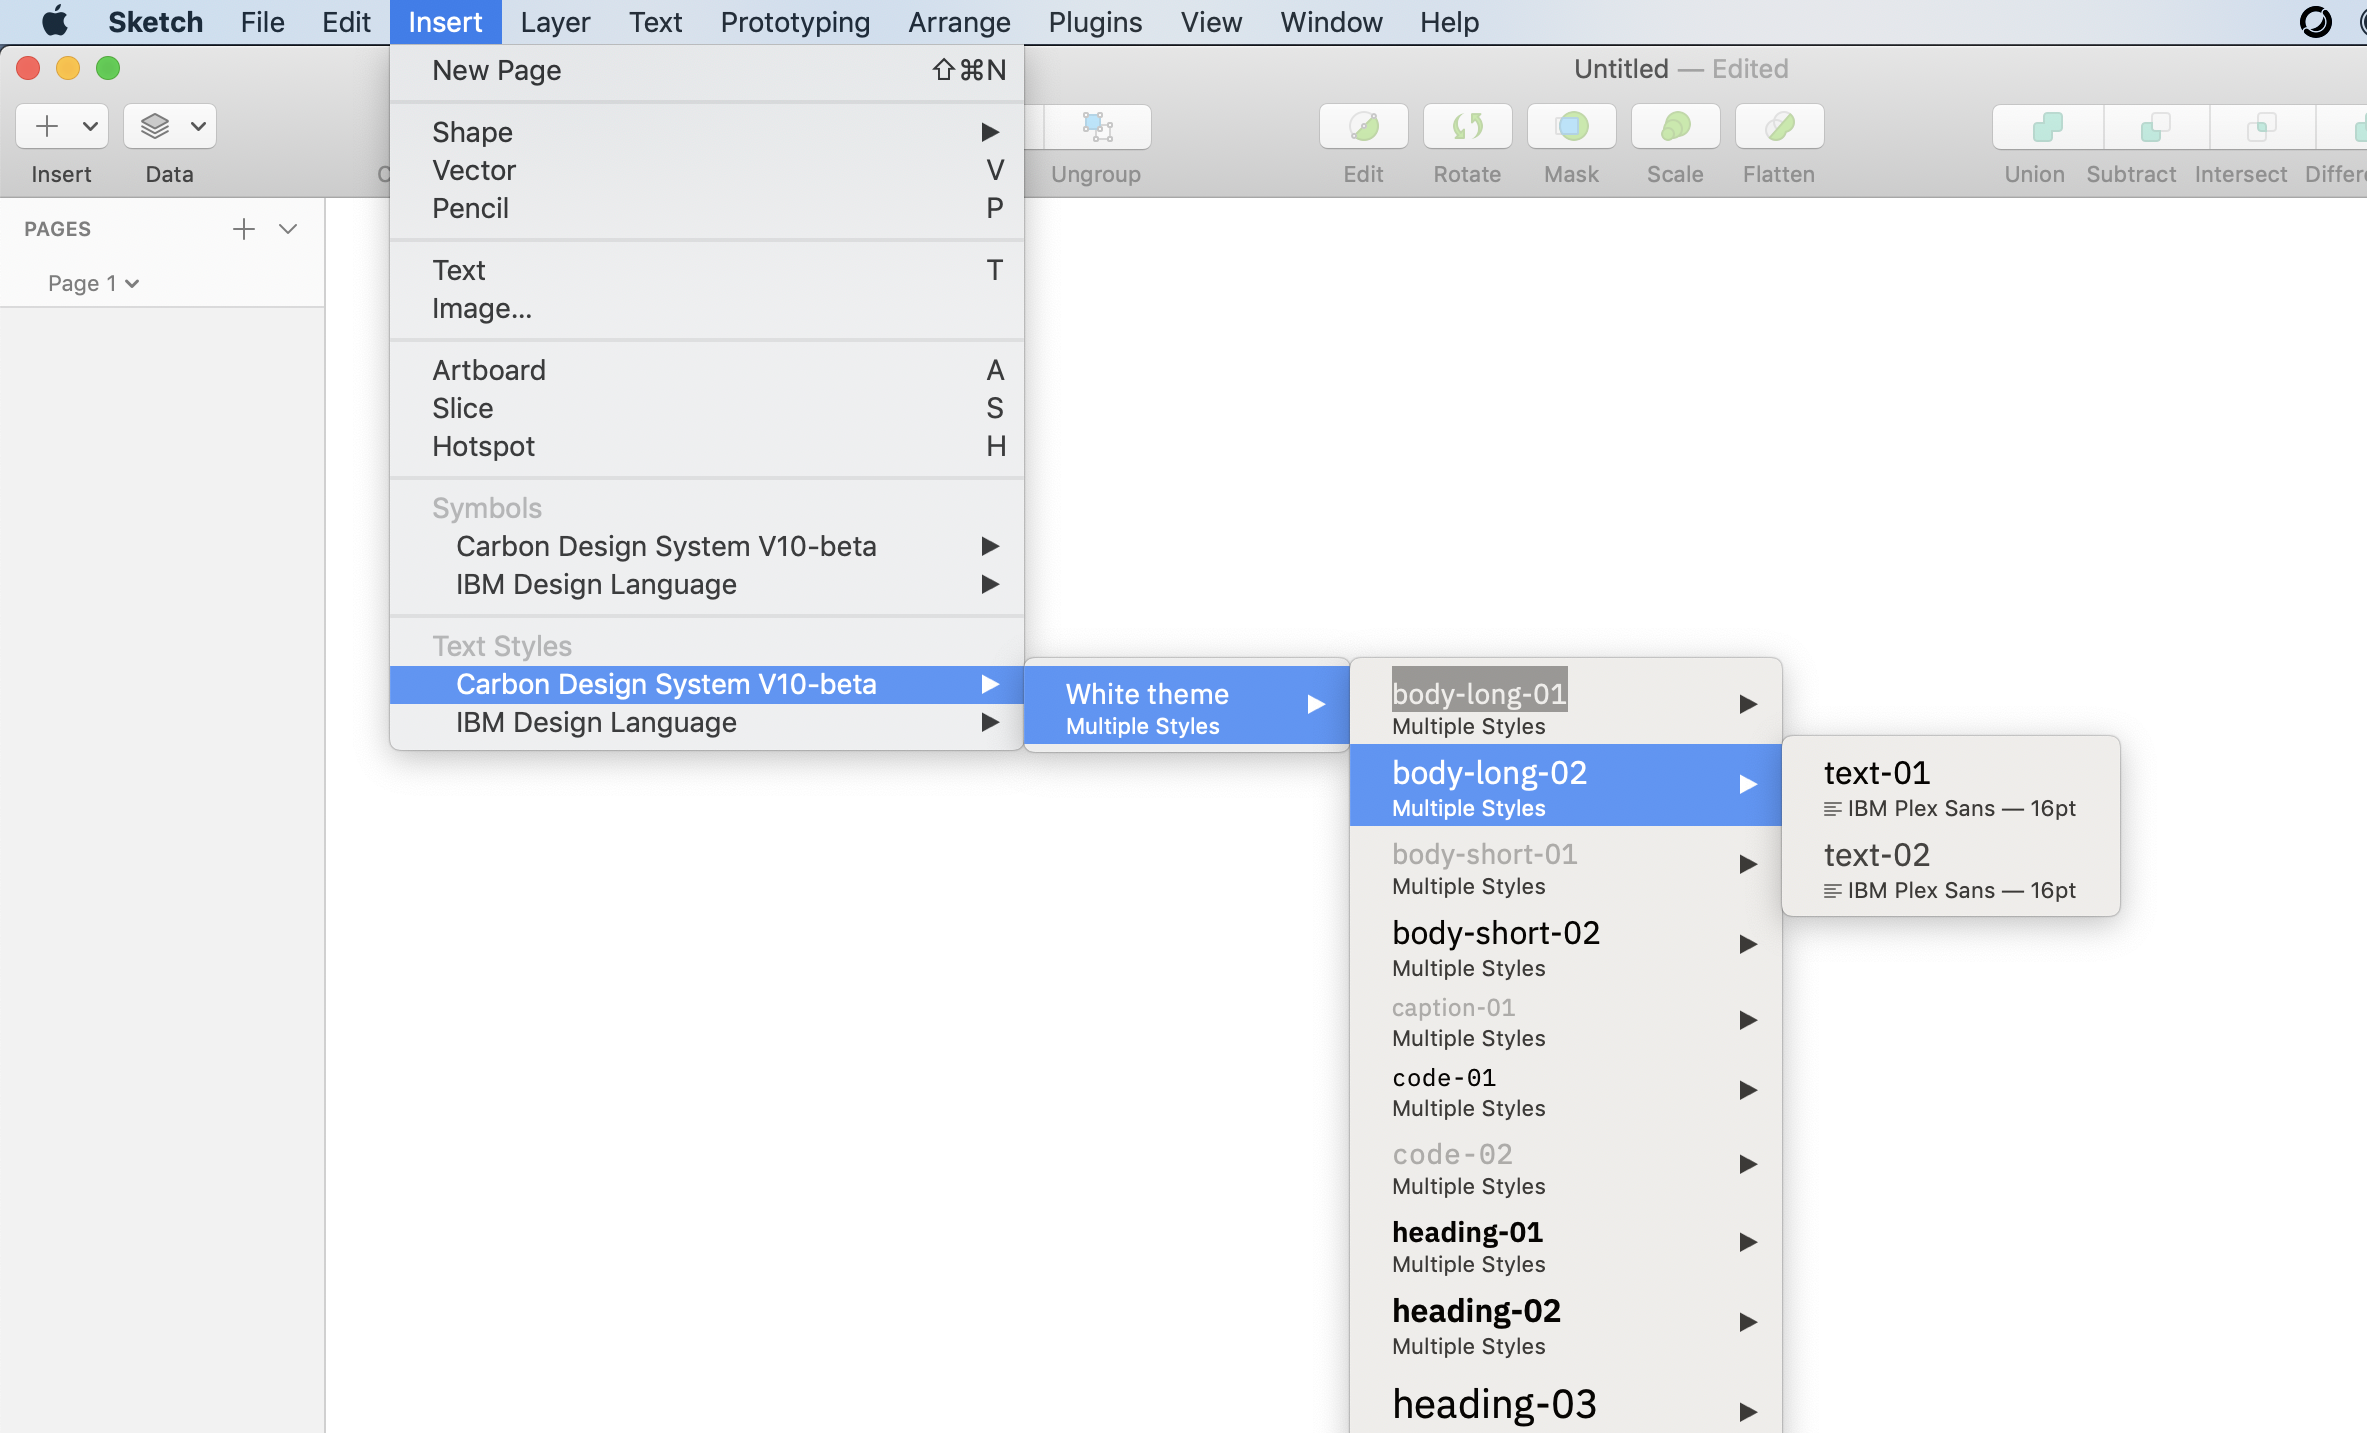 Sketch File Edit Insert Layer Text Prototyping Arrange Plugins View Window Help
Untitled — Edited
Insert Data Ungroup Edit Rotate Mask Scale Flatten Union Subtract Intersect
PAGES
Page 1
New Page ⇧⌘N
Shape
Vector V
Pencil P
Text T
Image...
Artboard A
Slice S
Hotspot H
Symbols
Carbon Design System V10-beta
IBM Design Language
Text Styles
Carbon Design System V10-beta
IBM Design Language
White theme
Multiple Styles
body-long-01
Multiple Styles
body-long-02
Multiple Styles
body-short-01
Multiple Styles
body-short-02
Multiple Styles
caption-01
Multiple Styles
code-01
Multiple Styles
code-02
Multiple Styles
heading-01
Multiple Styles
heading-02
Multiple Styles
heading-03
text-01
IBM Plex Sans — 16pt
text-02
IBM Plex Sans — 16pt